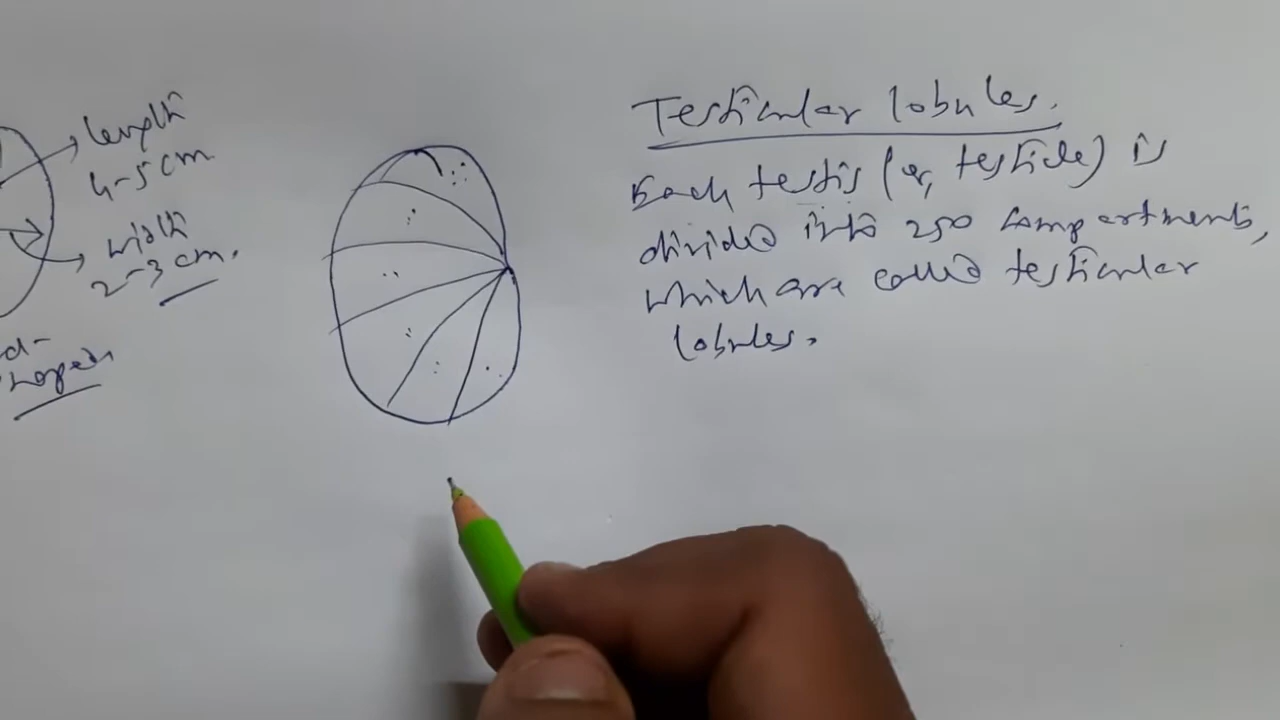 length
4-5 cm
width
2-3 cm.
Testicular lobules.
Each testis (or, testicle) is
divided into 250 compartments,
which are called testicular
lobules.